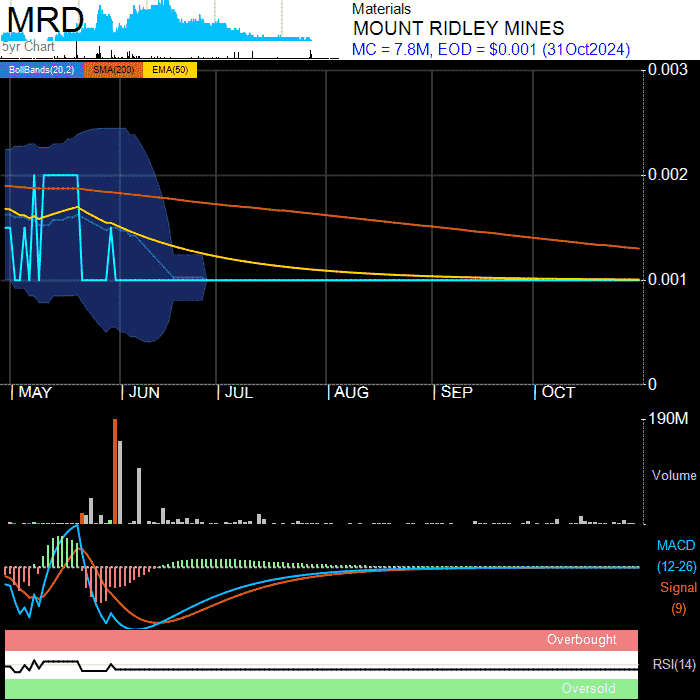 MRD
5yr Chart
Materials
MOUNT RIDLEY MINES
MC = 7.8M, EOD = $0.001 (31Oct2024)
BollBands(20,2) SMA(200) EMA(50)
0.003
0.002
0.001
0
MAY JUN JUL AUG SEP OCT
190M
Volume
MACD
(12-26)
Signal
(9)
Overbought
RSI(14)
Oversold